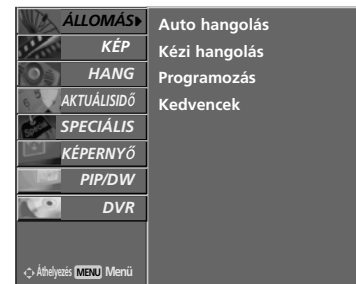 ÁLLOMÁS
KÉP
HANG
AKTUÁLISIDŐ
SPECIÁLIS
KÉPERNYŐ
PIP/DW
DVR
Áthelyezés MENU Menü
Auto hangolás
Kézi hangolás
Programozás
Kedvencek